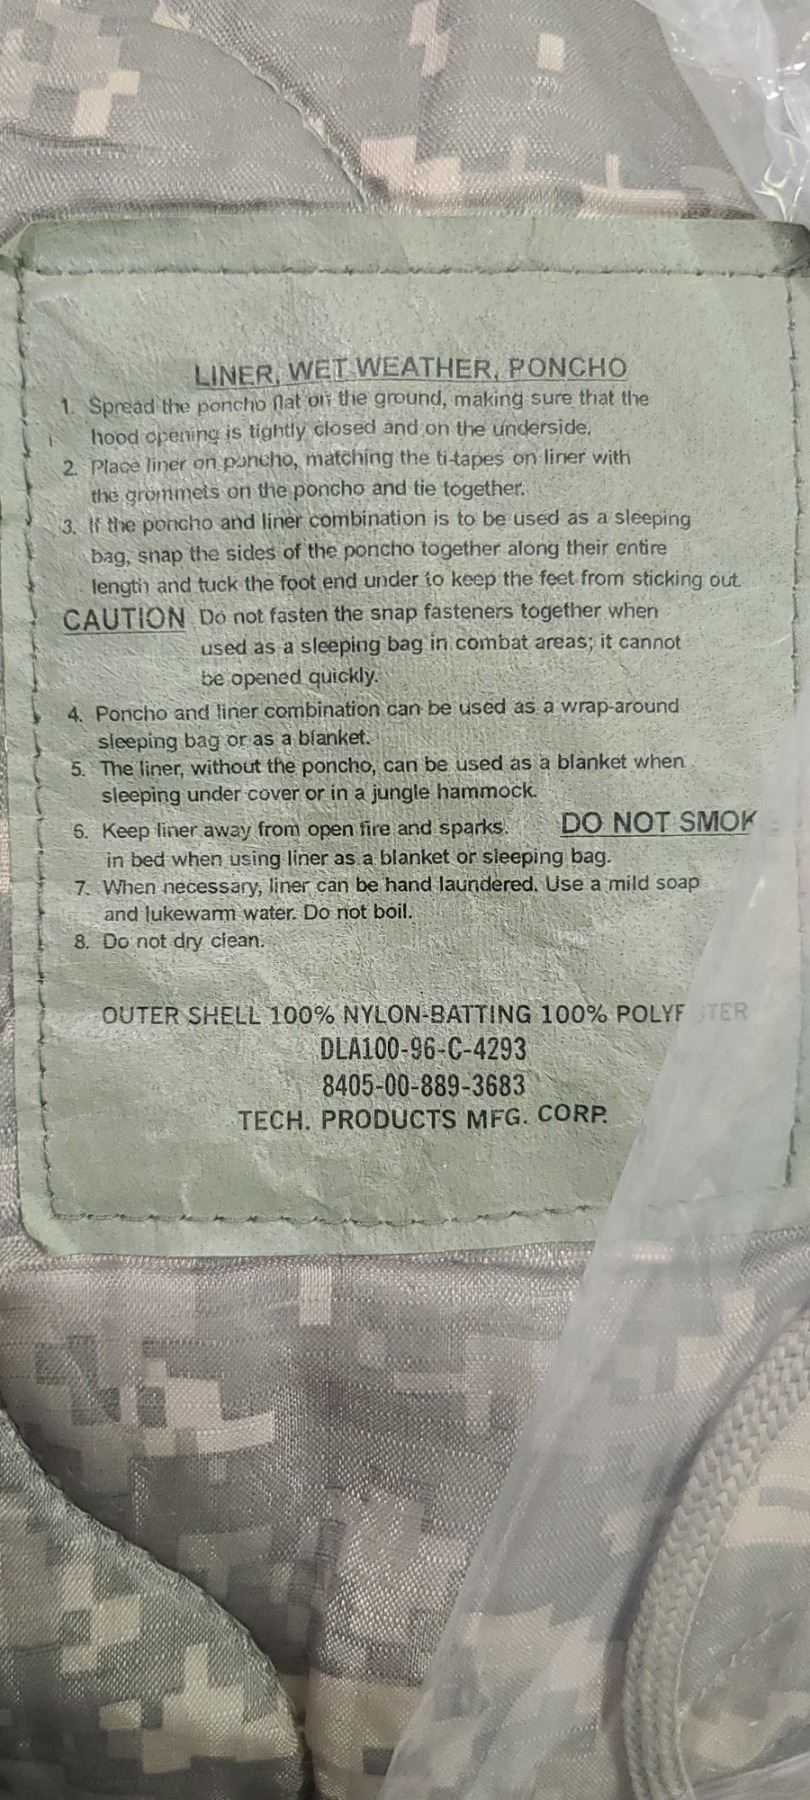 LINER, WET WEATHER, PONCHO
1. Spread the poncho flat on the ground, making sure that the
hood opening is tightly closed and on the underside.
2. Place liner on poncho, matching the ti-tapes on liner with
the grommets on the poncho and tie together.
3. If the poncho and liner combination is to be used as a sleeping
bag, snap the sides of the poncho together along their entire
length and tuck the foot end under to keep the feet from sticking out.
CAUTION Do not fasten the snap fasteners together when
used as a sleeping bag in combat areas; it cannot
be opened quickly.
4. Poncho and liner combination can be used as a wrap-around
sleeping bag or as a blanket.
5. The liner, without the poncho, can be used as a blanket when
sleeping under cover or in a jungle hammock.
6. Keep liner away from open fire and sparks. DO NOT SMOK
in bed when using liner as a blanket or sleeping bag.
7. When necessary, liner can be hand laundered. Use a mild soap
and lukewarm water. Do not boil.
8. Do not dry clean.
OUTER SHELL 100% NYLON-BATTING 100% POLYESTER
DLA100-96-C-4293
8405-00-889-3683
TECH. PRODUCTS MFG. CORP.